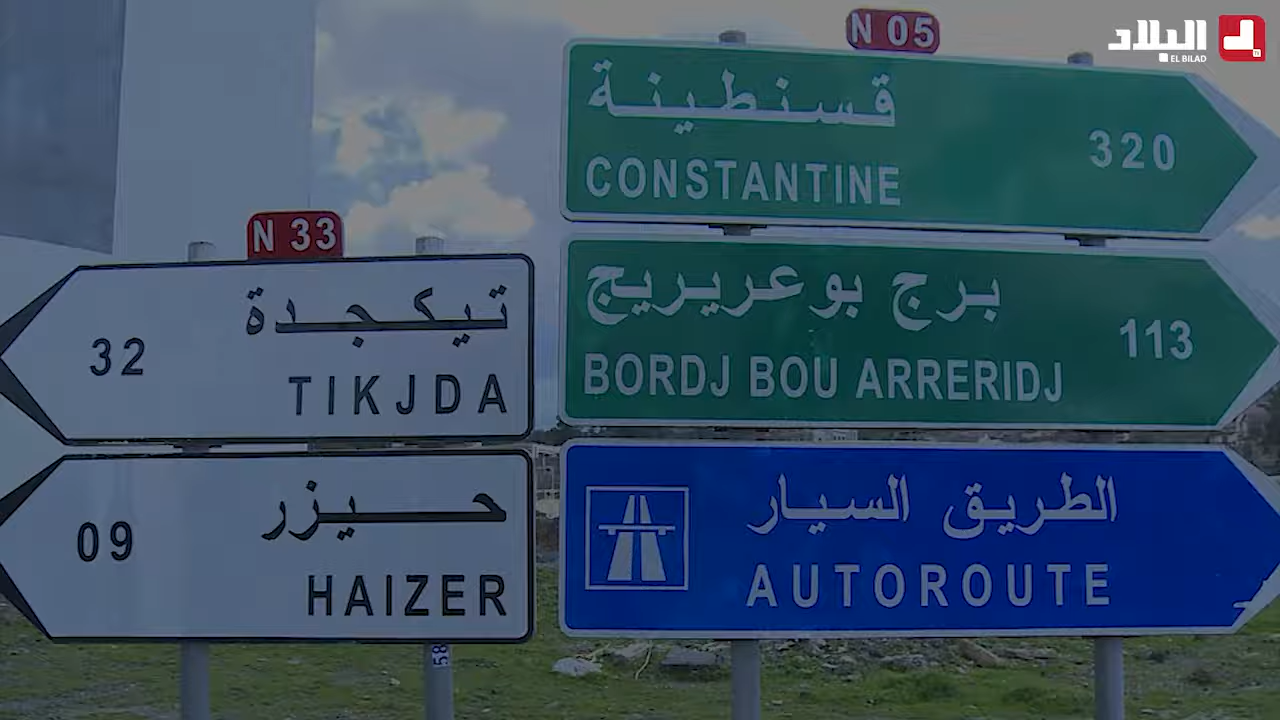 البلاد
EL BILAD
N 05
قسنطينة
CONSTANTINE
320
برج بوعريريج
BORDJ BOU ARRERIDJ
113
الطريق السيار
AUTOROUTE
N 33
تيكجدة
TIKJDA
32
حيزر
HAIZER
09
58